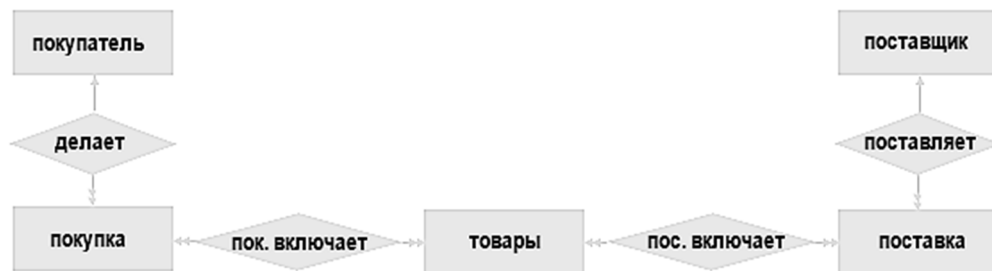 покупатель
поставщик
делает
поставляет
покупка
пок. включает
товары
пос. включает
поставка